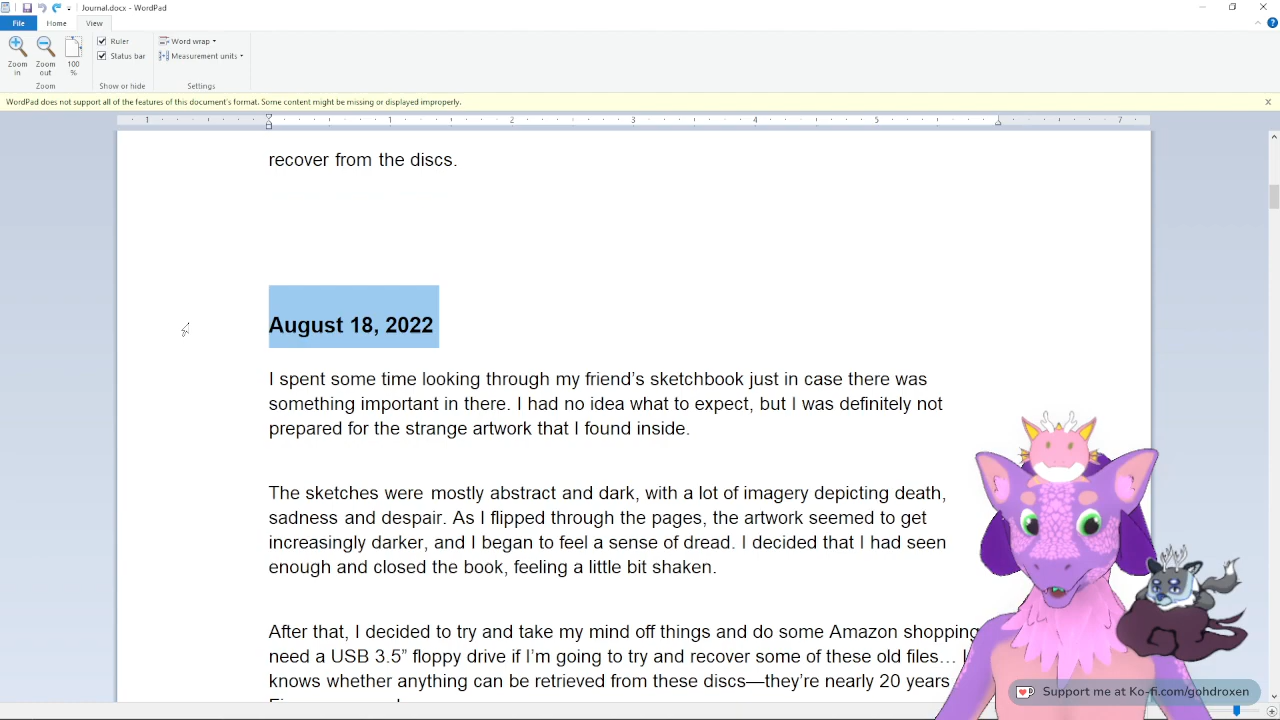 Journal.docx - WordPad
File Home View
Zoom in Zoom out 100 %
Ruler
Status bar
Word wrap
Measurement units
Zoom Show or hide Settings
WordPad does not support all of the features of this document's format. Some content might be missing or displayed improperly.
1 1 2 3 4 5 7
recover from the discs.
August 18, 2022
I spent some time looking through my friend's sketchbook just in case there was
something important in there. I had no idea what to expect, but I was definitely not
prepared for the strange artwork that I found inside.
The sketches were mostly abstract and dark, with a lot of imagery depicting death,
sadness and despair. As I flipped through the pages, the artwork seemed to get
increasingly darker, and I began to feel a sense of dread. I decided that I had seen
enough and closed the book, feeling a little bit shaken.
After that, I decided to try and take my mind off things and do some Amazon shopping
need a USB 3.5” floppy drive if I'm going to try and recover some of these old files…
knows whether anything can be retrieved from these discs—they're nearly 20 years
Support me at Ko-fi.com/gohdroxen